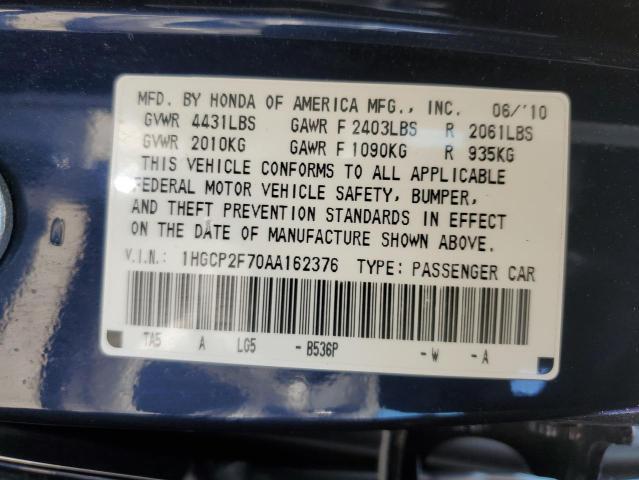 MFD. BY HONDA OF AMERICA MFG., INC. 06/'10
GVWR 4431LBS GAWR F 2403LBS R 2061LBS
GVWR 2010KG GAWR F 1090KG R 935KG
THIS VEHICLE CONFORMS TO ALL APPLICABLE
FEDERAL MOTOR VEHICLE SAFETY, BUMPER,
AND THEFT PREVENTION STANDARDS IN EFFECT
ON THE DATE OF MANUFACTURE SHOWN ABOVE.
V.I.N.: 1HGCP2F70AA162376 TYPE: PASSENGER CAR
TA5 A LG5 - B536P - W - A